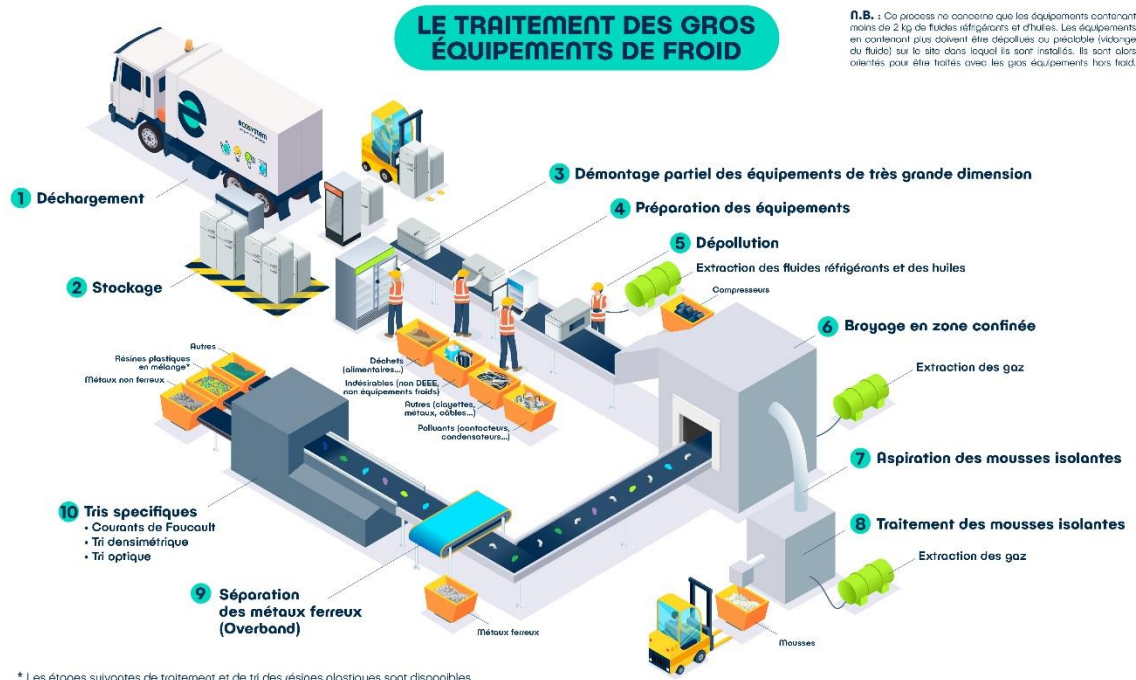 LE TRAITEMENT DES GROS
ÉQUIPEMENTS DE FROID
N.B. : Ce process ne concerne que les équipements contenant
moins de 2 kg de fluides réfrigérants et d'huiles. Les équipements
en contenant plus doivent être dépollués au préalable (vidange
du fluide) sur le site dans lequel ils sont installés. Ils sont alors
orientés pour être traités avec les gros équipements hors froid.
ecosystem
1 Déchargement
2 Stockage
3 Démontage partiel des équipements de très grande dimension
4 Préparation des équipements
5 Dépollution
Extraction des fluides réfrigérants et des huiles
Compresseurs
6 Broyage en zone confinée
Extraction des gaz
Déchets
(alimentaires...)
Indésirables (non DEEE,
non équipements froids)
Autres (clayettes,
métaux, câbles...)
Polluants (contacteurs,
condensateurs...)
Autres
Résines plastiques
en mélange*
Métaux non ferreux
7 Aspiration des mousses isolantes
8 Traitement des mousses isolantes
Extraction des gaz
Mousses
10 Tris specifiques
• Courants de Foucault
• Tri densimétrique
• Tri optique
9 Séparation
des métaux ferreux
(Overband)
Métaux ferreux
* Les étapes suivantes de traitement et de tri des résines plastiques sont disponibles